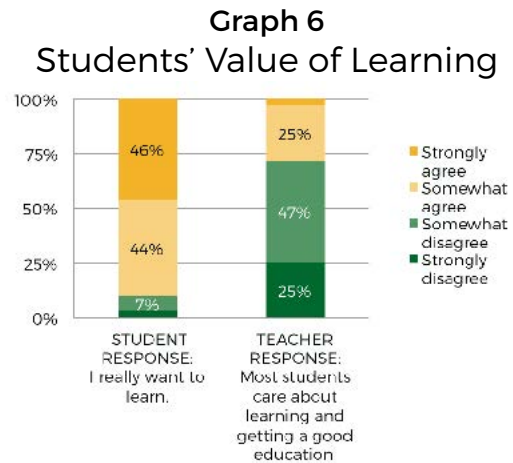 Graph 6
Students' Value of Learning
100%
75%
50%
25%
0%
46%
44%
7%
25%
47%
25%
Strongly
agree
Somewhat
agree
Somewhat
disagree
Strongly
disagree
STUDENT
RESPONSE:
I really want to
learn.
TEACHER
RESPONSE:
Most students
care about
learning and
getting a good
education